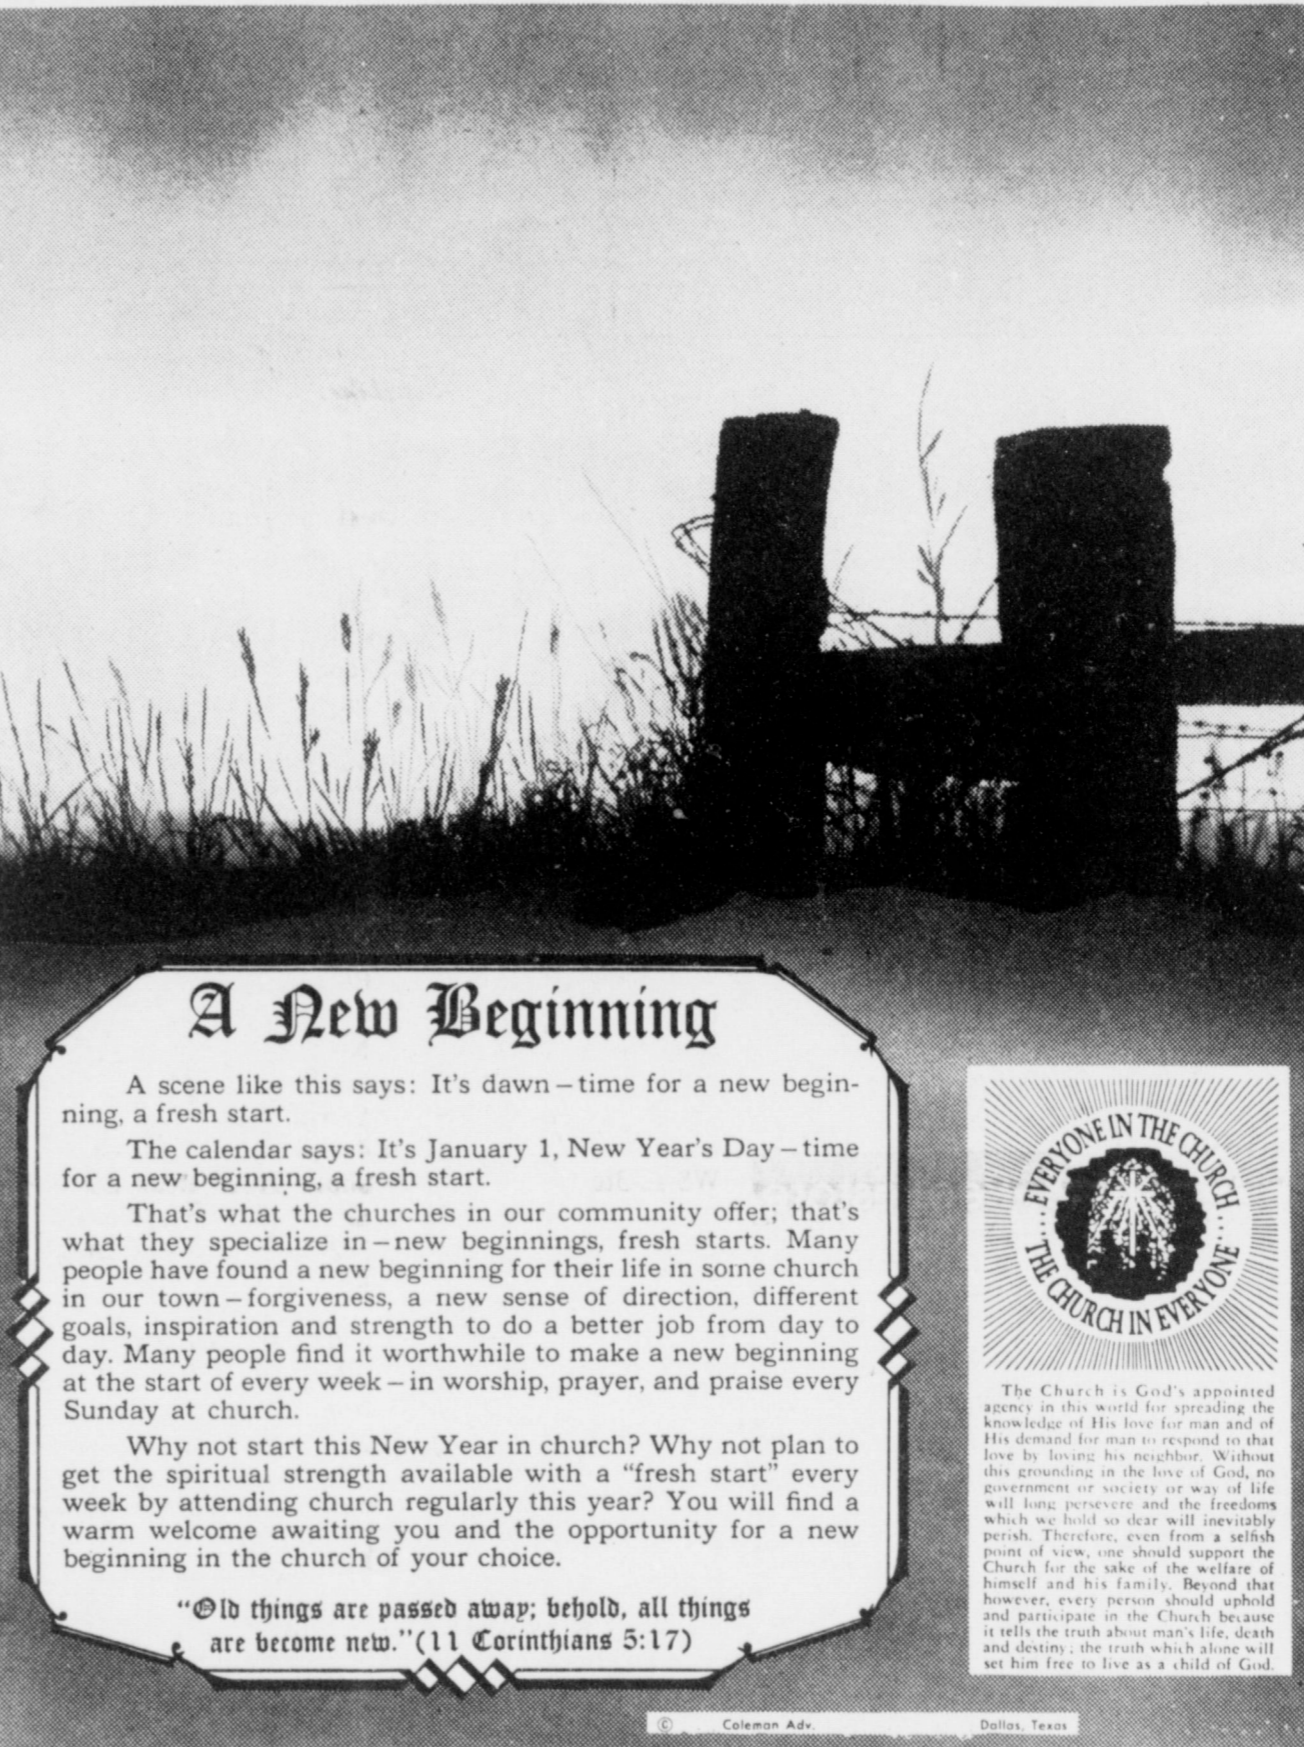 A New Beginning
A scene like this says: It's dawn – time for a new begin-
ning, a fresh start.
The calendar says: It's January 1, New Year's Day – time
for a new beginning, a fresh start.
That's what the churches in our community offer; that's
what they specialize in – new beginnings, fresh starts. Many
people have found a new beginning for their life in some church
in our town – forgiveness, a new sense of direction, different
goals, inspiration and strength to do a better job from day to
day. Many people find it worthwhile to make a new beginning
at the start of every week – in worship, prayer, and praise every
Sunday at church.
Why not start this New Year in church? Why not plan to
get the spiritual strength available with a “fresh start” every
week by attending church regularly this year? You will find a
warm welcome awaiting you and the opportunity for a new
beginning in the church of your choice.
“Old things are passed away; behold, all things
are become new.”(11 Corinthians 5:17)
EVERYONE IN THE CHURCH
...THE CHURCH IN EVERYONE...
The Church is God's appointed
agency in this world for spreading the
knowledge of His love for man and of
His demand for man to respond to that
love by loving his neighbor. Without
this grounding in the love of God, no
government or society or way of life
will long persevere and the freedoms
which we hold so dear will inevitably
perish. Therefore, even from a selfish
point of view, one should support the
Church for the sake of the welfare of
himself and his family. Beyond that
however, every person should uphold
and participate in the Church because
it tells the truth about man's life, death
and destiny; the truth which alone will
set him free to live as a child of God.
© Coleman Adv. Dallas, Texas